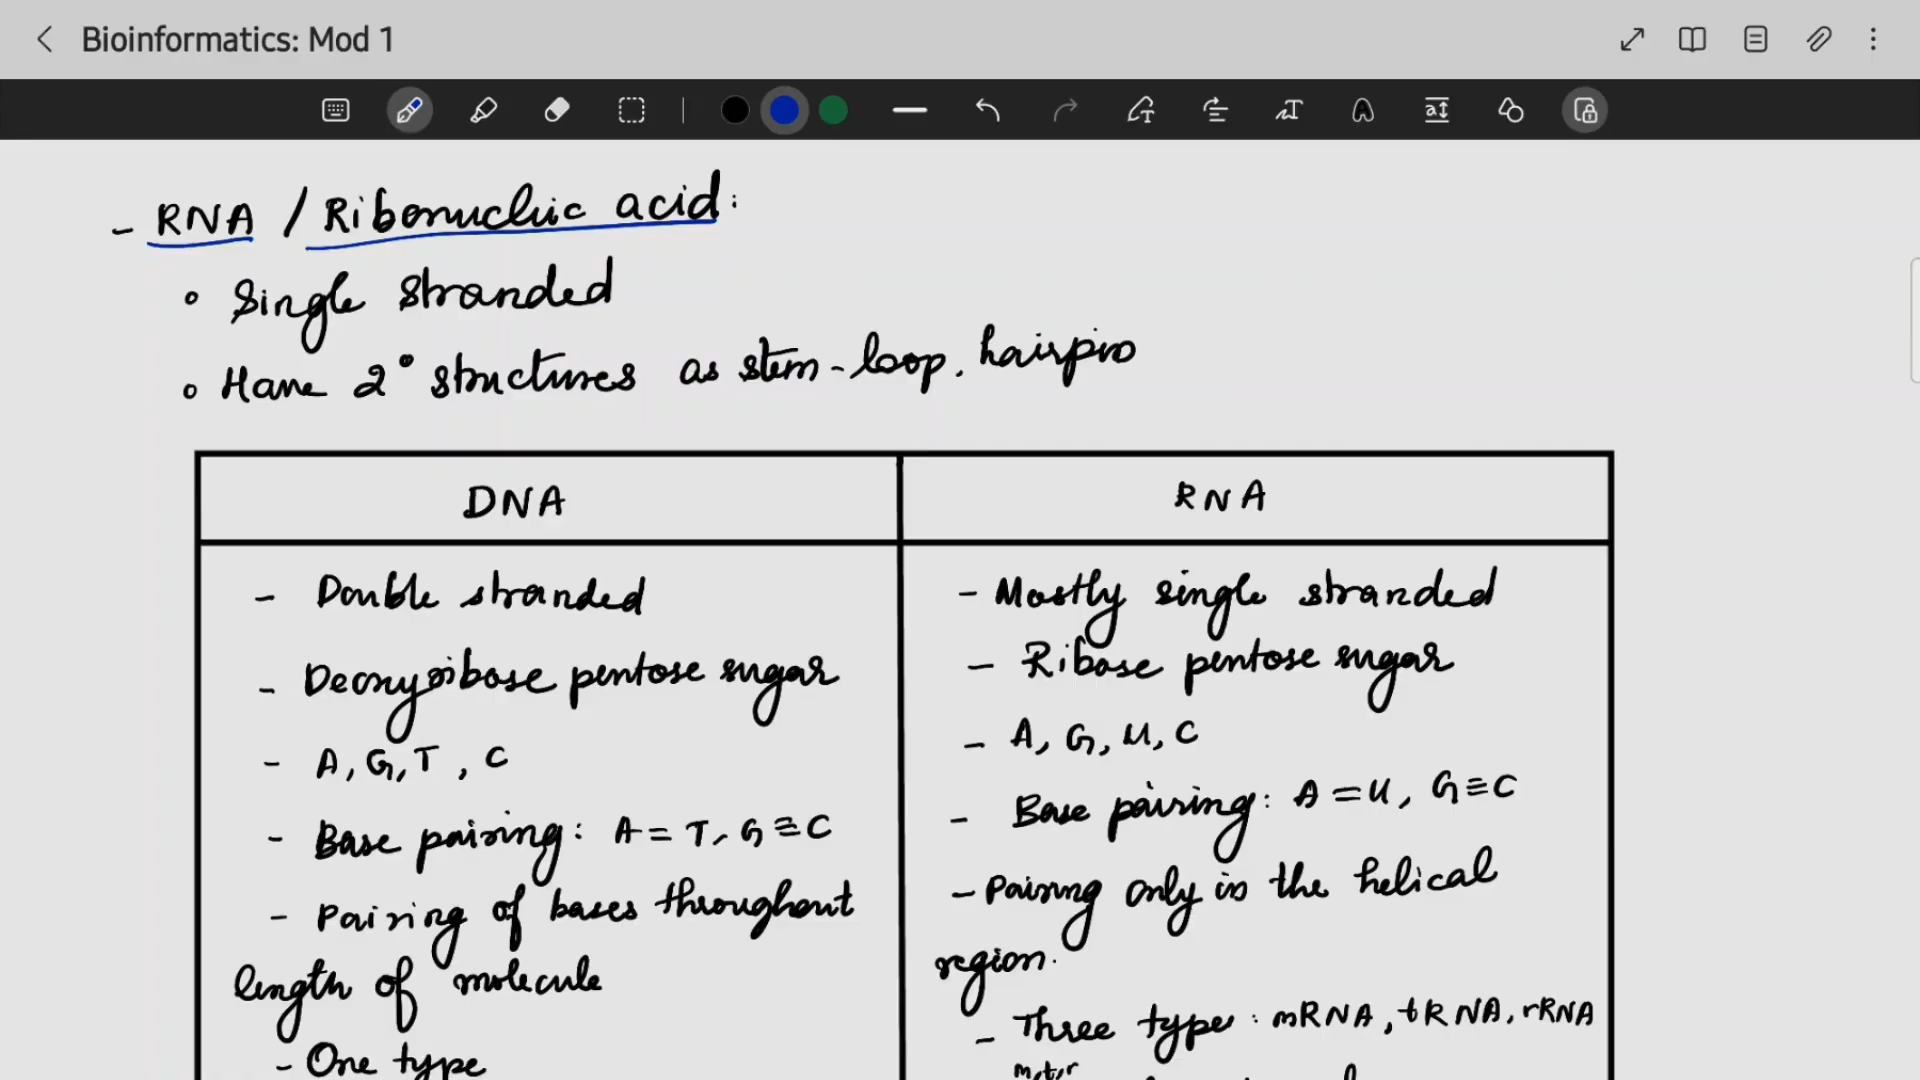 Bioinformatics: Mod 1
- RNA / Ribonucleic acid:
◦ Single stranded
◦ Have 2° structures as stem-loop, hairpin
DNA
- Double stranded
- Deoxyribose pentose sugar
- A, G, T, C
- Base pairing: A = T, G ≡ C
- Pairing of bases throughout
length of molecule
- One type
RNA
- Mostly single stranded
- Ribose pentose sugar
- A, G, U, C
- Base pairing: A = U, G ≡ C
- Pairing only in the helical
region.
- Three type: mRNA, tRNA, rRNA